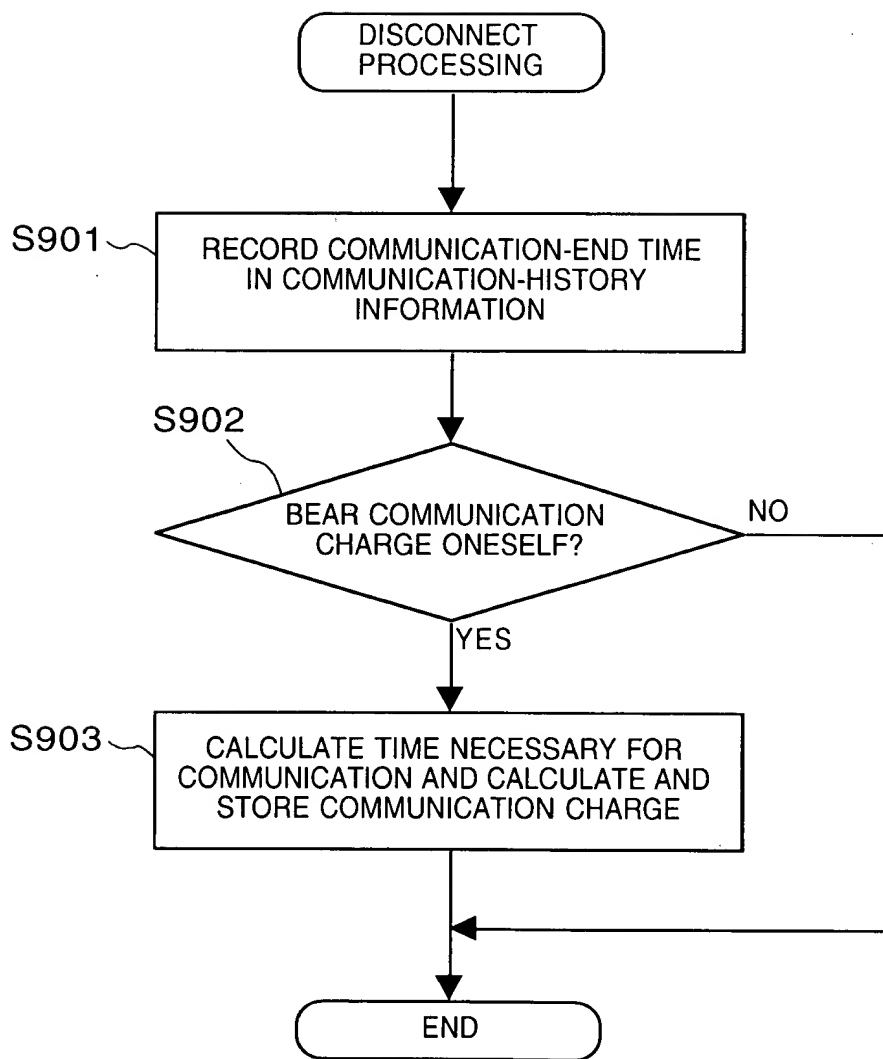 DISCONNECT
PROCESSING
S901
RECORD COMMUNICATION-END TIME
IN COMMUNICATION-HISTORY
INFORMATION
S902
BEAR COMMUNICATION
CHARGE ONESELF?
NO
YES
S903
CALCULATE TIME NECESSARY FOR
COMMUNICATION AND CALCULATE AND
STORE COMMUNICATION CHARGE
END